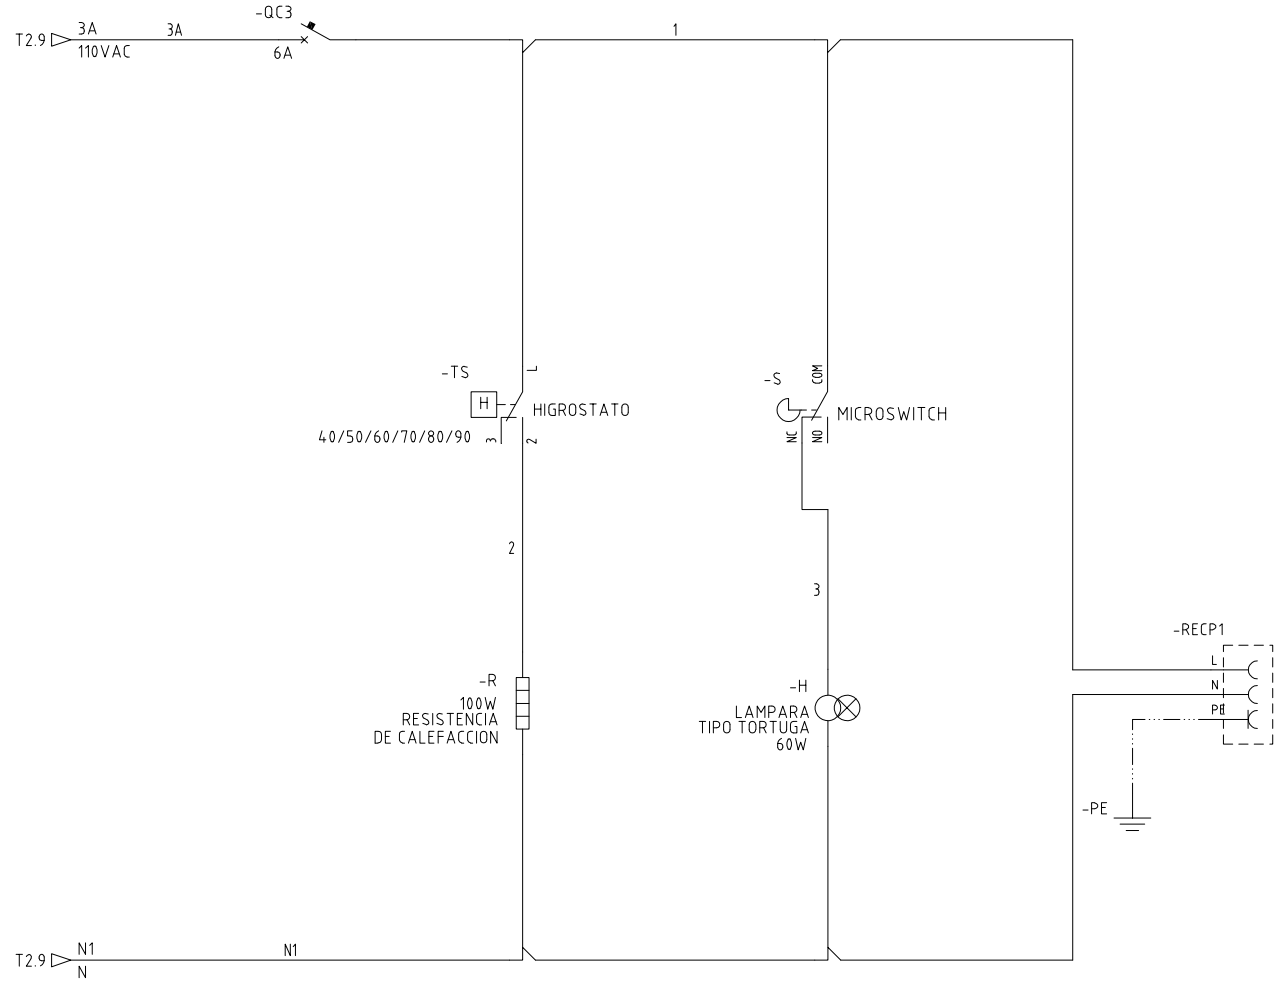 -QC3
3A
3A
1
T2.9
110VAC
6A
-TS
L
H
HIGROSTATO
40/50/60/70/80/90
3
2
-S
COM
MICROSWITCH
NC
NO
2
3
-RECP1
L
N
PE
-R
100W
RESISTENCIA
DE CALEFACCION
-H
LAMPARA
TIPO TORTUGA
60W
-PE
N1
N1
T2.9
N